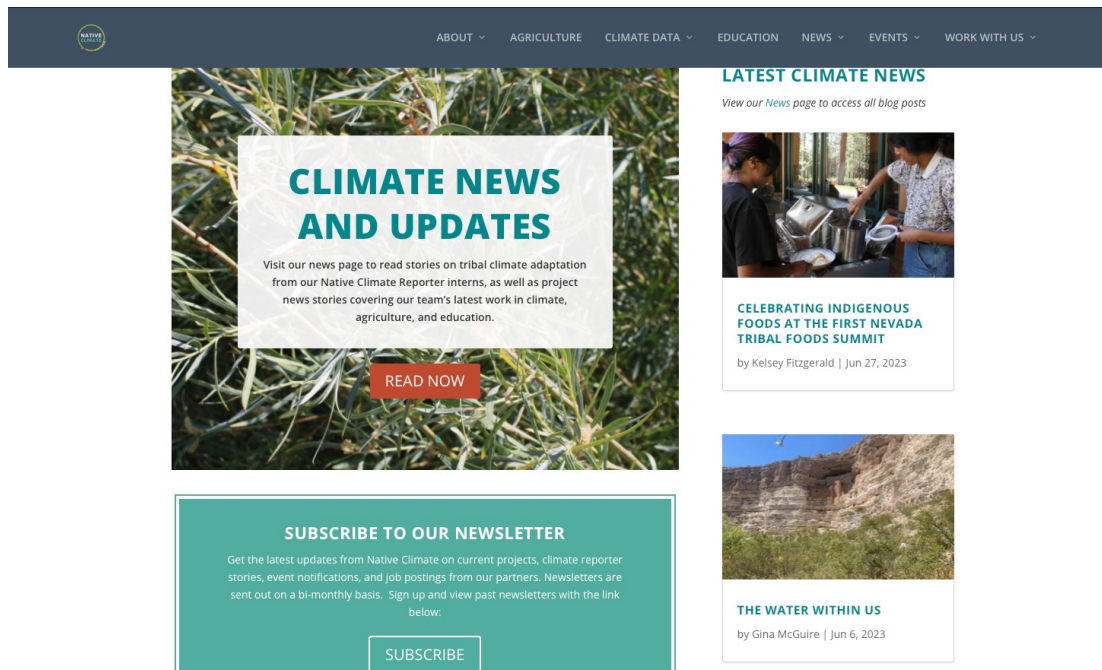 NATIVE
CLIMATE
ABOUT
AGRICULTURE
CLIMATE DATA
EDUCATION
NEWS
EVENTS
WORK WITH US
CLIMATE NEWS
AND UPDATES
Visit our news page to read stories on tribal climate adaptation
from our Native Climate Reporter interns, as well as project
news stories covering our team's latest work in climate,
agriculture, and education.
READ NOW
SUBSCRIBE TO OUR NEWSLETTER
Get the latest updates from Native Climate on current projects, climate reporter
stories, event notifications, and job postings from our partners. Newsletters are
sent out on a bi-monthly basis.  Sign up and view past newsletters with the link
below:
SUBSCRIBE
LATEST CLIMATE NEWS
View our News page to access all blog posts
CELEBRATING INDIGENOUS
FOODS AT THE FIRST NEVADA
TRIBAL FOODS SUMMIT
by Kelsey Fitzgerald | Jun 27, 2023
THE WATER WITHIN US
by Gina McGuire | Jun 6, 2023